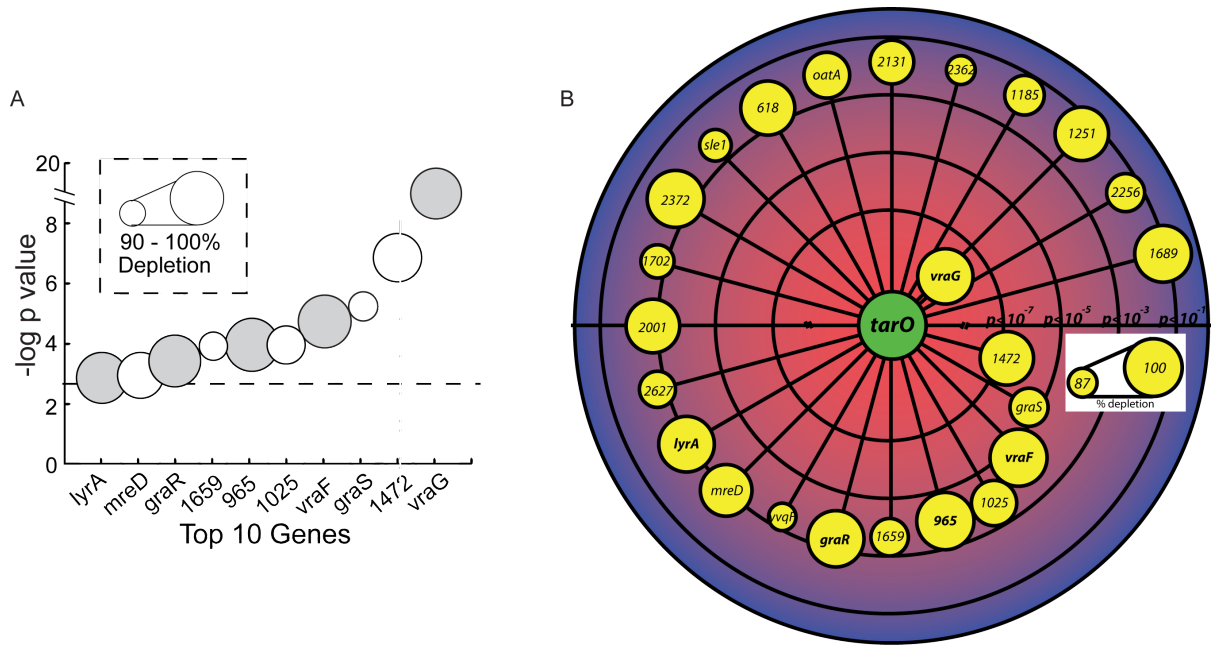 A
20
8
6
4
2
0
-log p value
90 - 100%
Depletion
lyrA
mreD
graR
1659
965
1025
vraF
graS
1472
vraG
Top 10 Genes
B
2131
2362
oatA
1185
618
1251
sle1
2256
2372
1689
1702
vraG
2001
tarO
p<10-7
p<10-5
p<10-3
p<10-1
1472
100
87
% depletion
2627
graS
lyrA
vraF
mreD
1025
yvqF
965
graR
1659